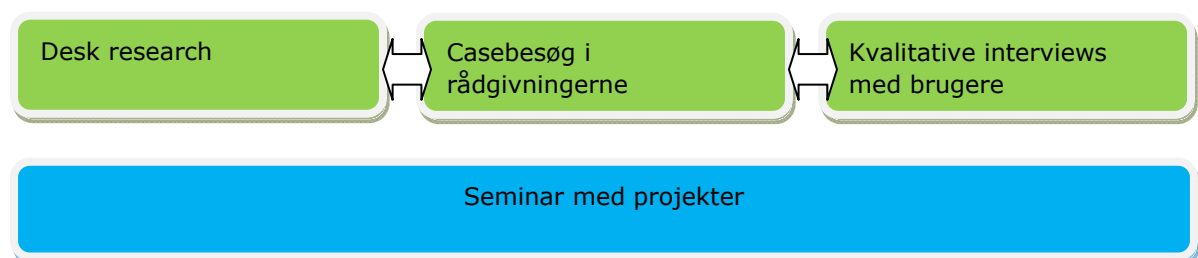 Desk research
Casebesøg i
rådgivningerne
Kvalitative interviews
med brugere
Seminar med projekter